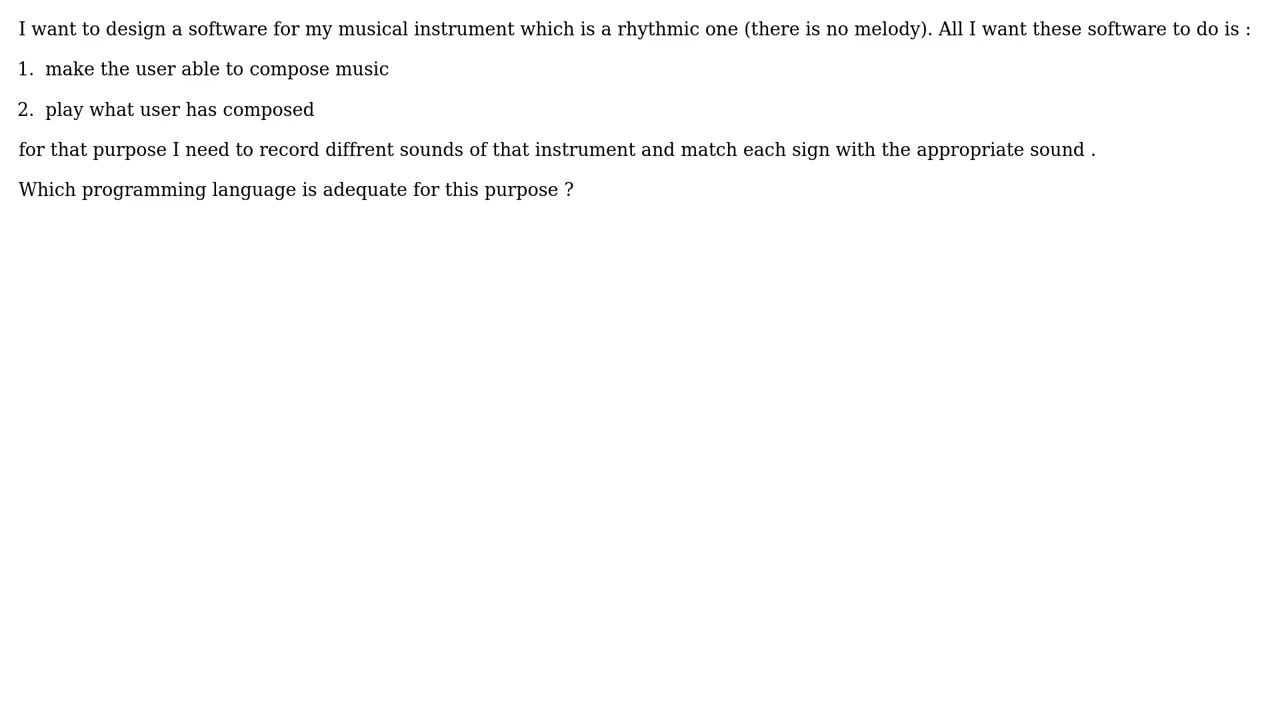 I want to design a software for my musical instrument which is a rhythmic one (there is no melody). All I want these software to do is :
1. make the user able to compose music
2. play what user has composed
for that purpose I need to record diffrent sounds of that instrument and match each sign with the appropriate sound .
Which programming language is adequate for this purpose ?